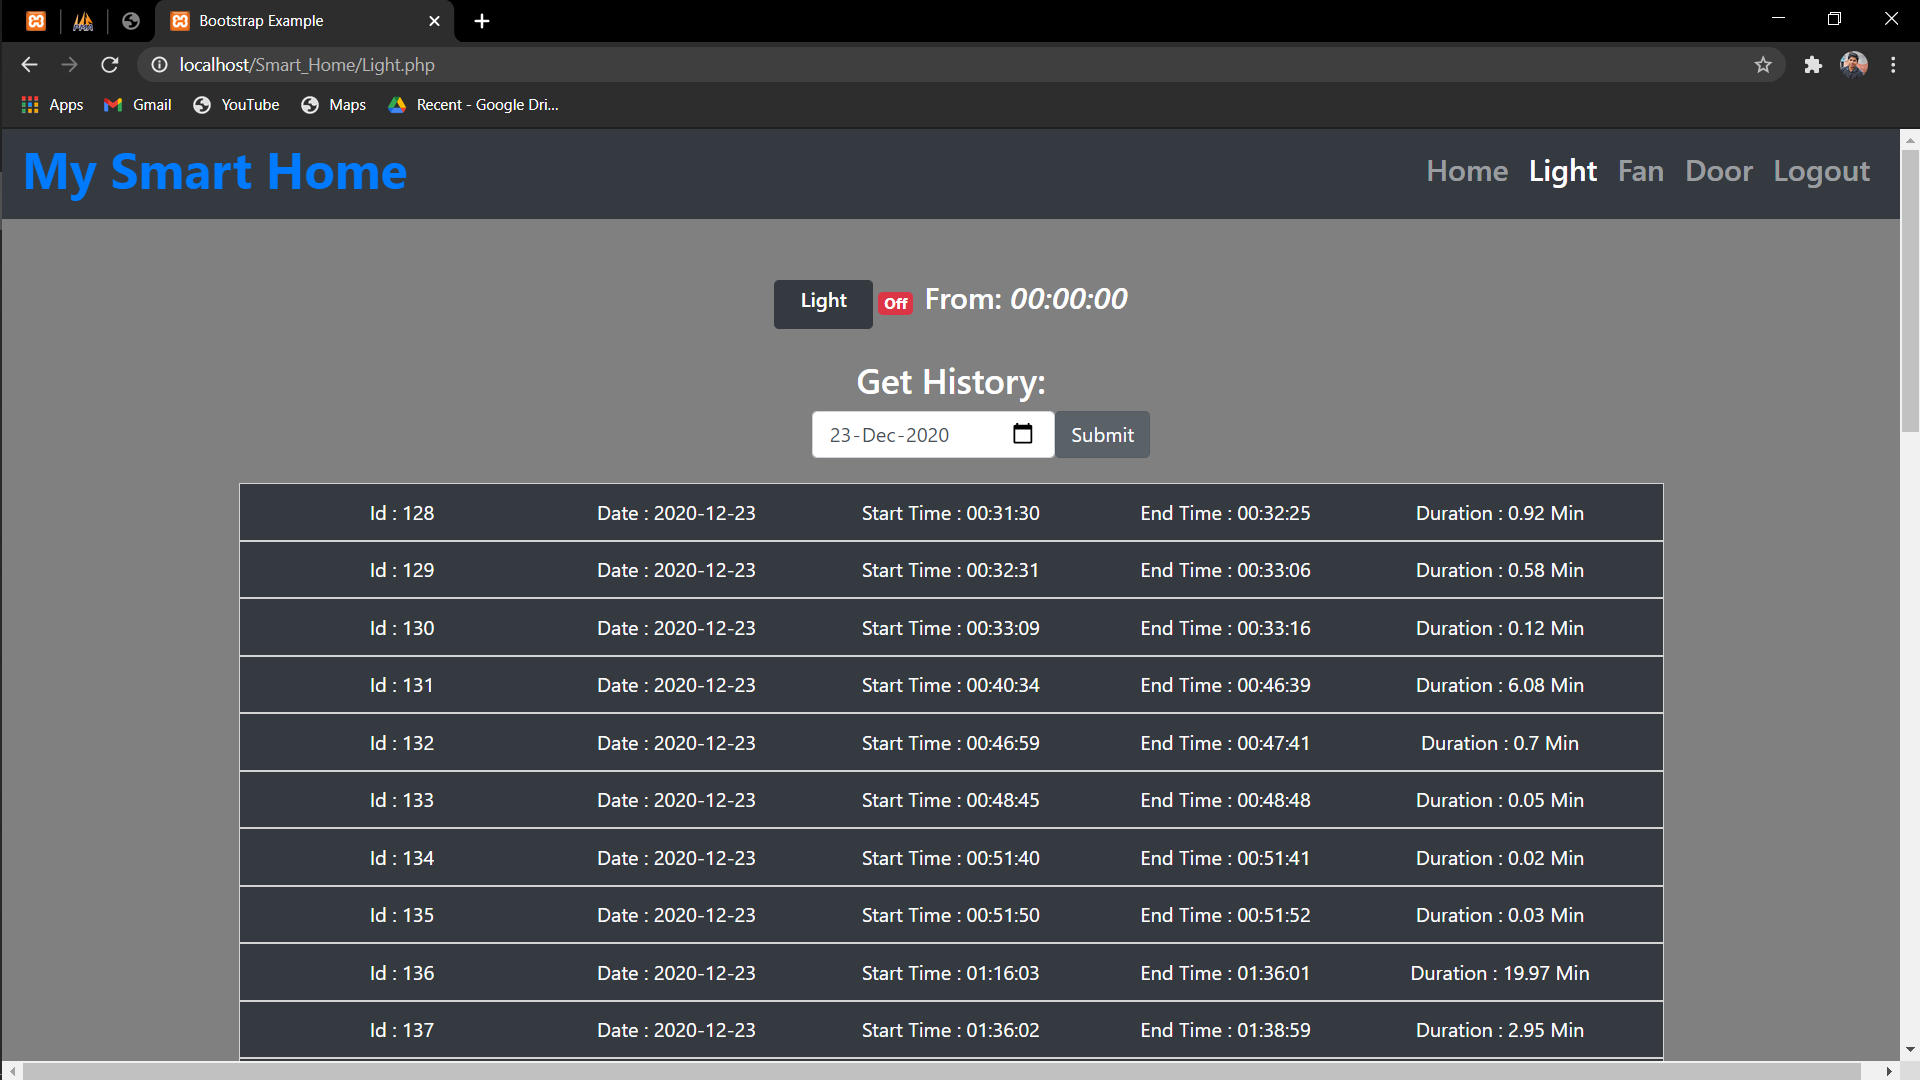 Bootstrap Example
localhost/Smart_Home/Light.php
Apps Gmail YouTube Maps Recent - Google Dri...
My Smart Home Home Light Fan Door Logout
Light Off From: 00:00:00
Get History:
23-Dec-2020 Submit
Id : 128 Date : 2020-12-23 Start Time : 00:31:30 End Time : 00:32:25 Duration : 0.92 Min
Id : 129 Date : 2020-12-23 Start Time : 00:32:31 End Time : 00:33:06 Duration : 0.58 Min
Id : 130 Date : 2020-12-23 Start Time : 00:33:09 End Time : 00:33:16 Duration : 0.12 Min
Id : 131 Date : 2020-12-23 Start Time : 00:40:34 End Time : 00:46:39 Duration : 6.08 Min
Id : 132 Date : 2020-12-23 Start Time : 00:46:59 End Time : 00:47:41 Duration : 0.7 Min
Id : 133 Date : 2020-12-23 Start Time : 00:48:45 End Time : 00:48:48 Duration : 0.05 Min
Id : 134 Date : 2020-12-23 Start Time : 00:51:40 End Time : 00:51:41 Duration : 0.02 Min
Id : 135 Date : 2020-12-23 Start Time : 00:51:50 End Time : 00:51:52 Duration : 0.03 Min
Id : 136 Date : 2020-12-23 Start Time : 01:16:03 End Time : 01:36:01 Duration : 19.97 Min
Id : 137 Date : 2020-12-23 Start Time : 01:36:02 End Time : 01:38:59 Duration : 2.95 Min